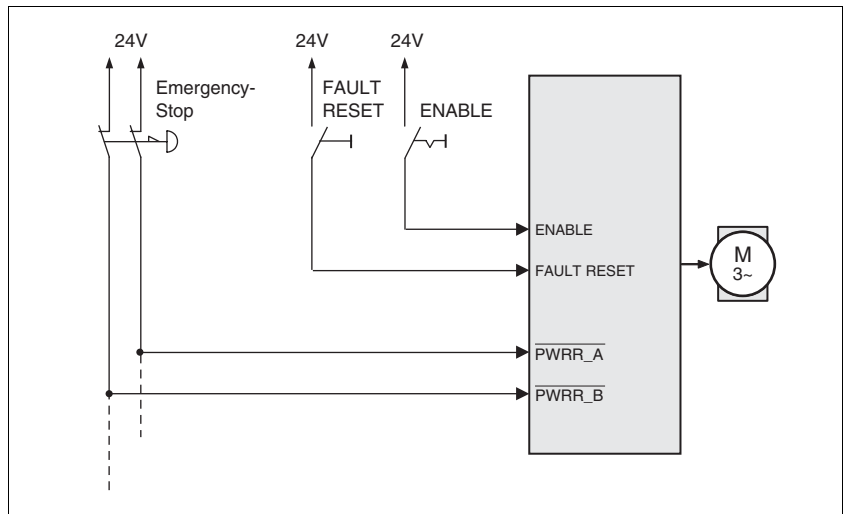 24V
24V
24V
Emergency-
Stop
FAULT
RESET
ENABLE
ENABLE
FAULT RESET
PWRR_A
PWRR_B
M
3~